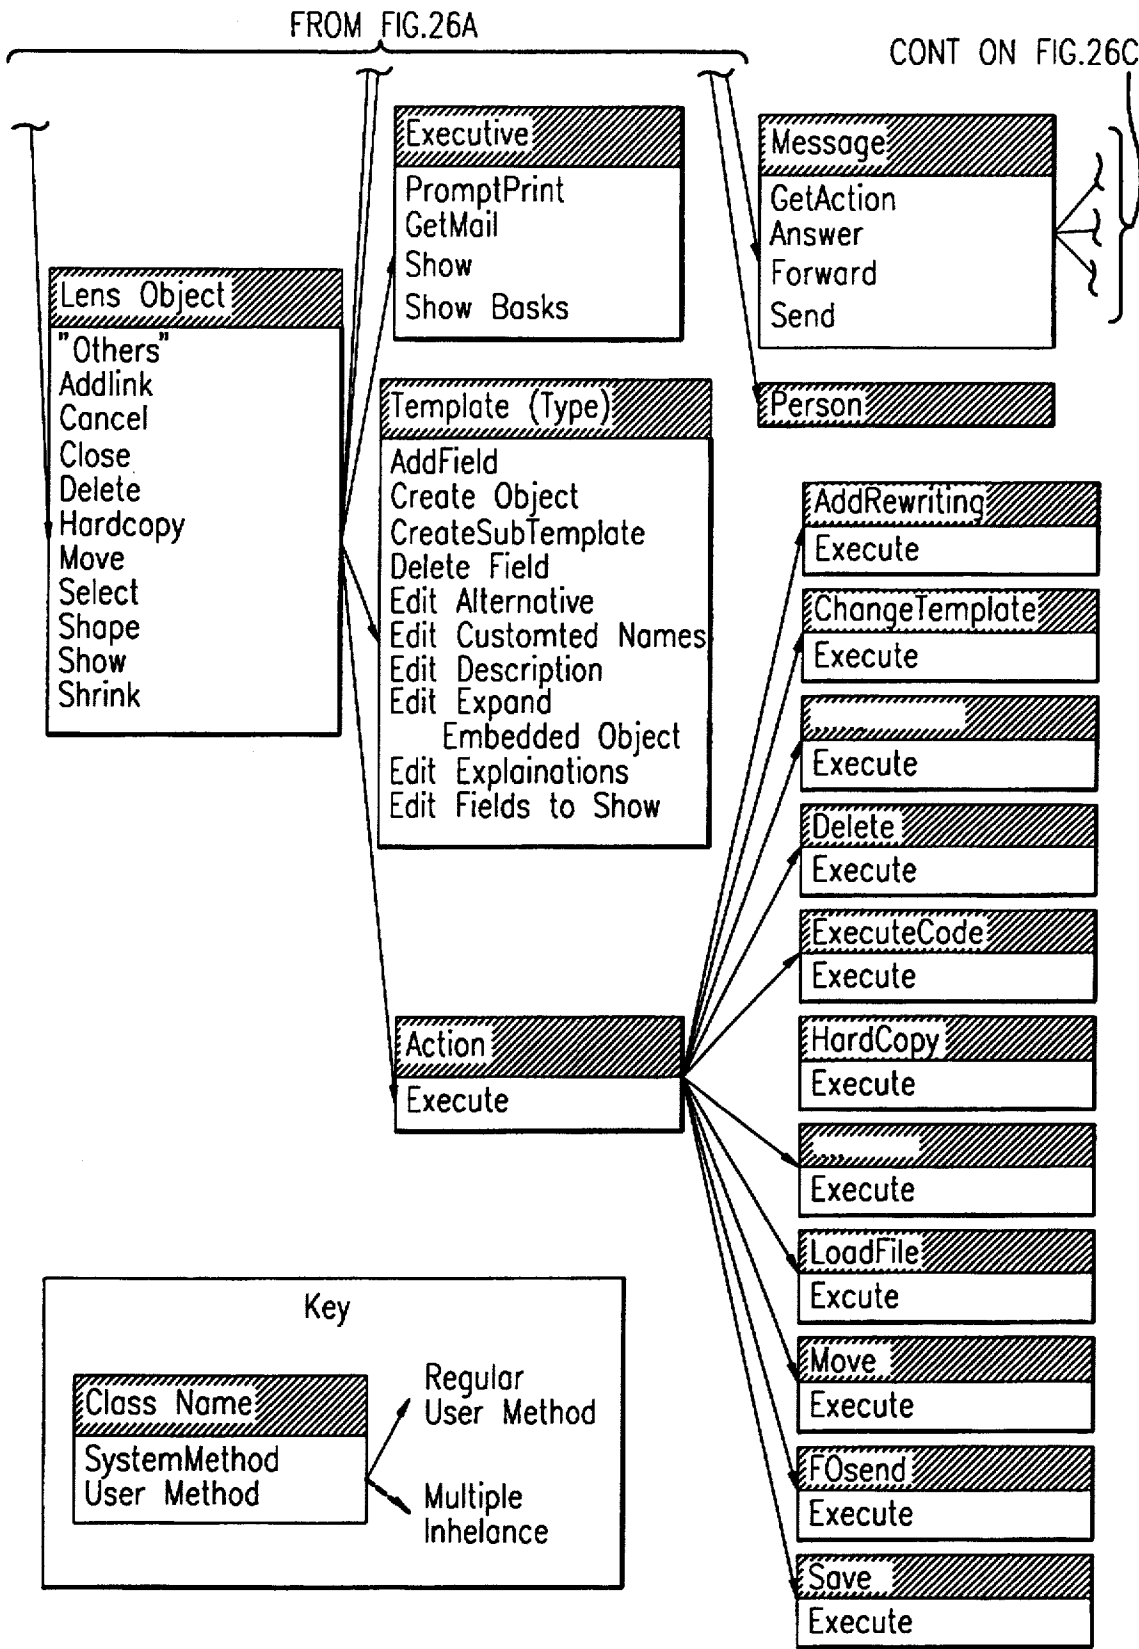 FROM FIG.26A
CONT ON FIG.26C
Lens Object
"Others"
Addlink
Cancel
Close
Delete
Hardcopy
Move
Select
Shape
Show
Shrink
Executive
PromptPrint
GetMail
Show
Show Basks
Template (Type)
AddField
Create Object
CreateSubTemplate
Delete Field
Edit Alternative
Edit Customted Names
Edit Description
Edit Expand
Embedded Object
Edit Explainations
Edit Fields to Show
Action
Execute
Message
GetAction
Answer
Forward
Send
Person
AddRewriting
Execute
ChangeTemplate
Execute
Execute
Delete
Execute
ExecuteCode
Execute
HardCopy
Execute
Execute
LoadFile
Excute
Move
Execute
FOsend
Execute
Save
Execute
Key
Class Name
SystemMethod
User Method
Regular
User Method
Multiple
Inhelance